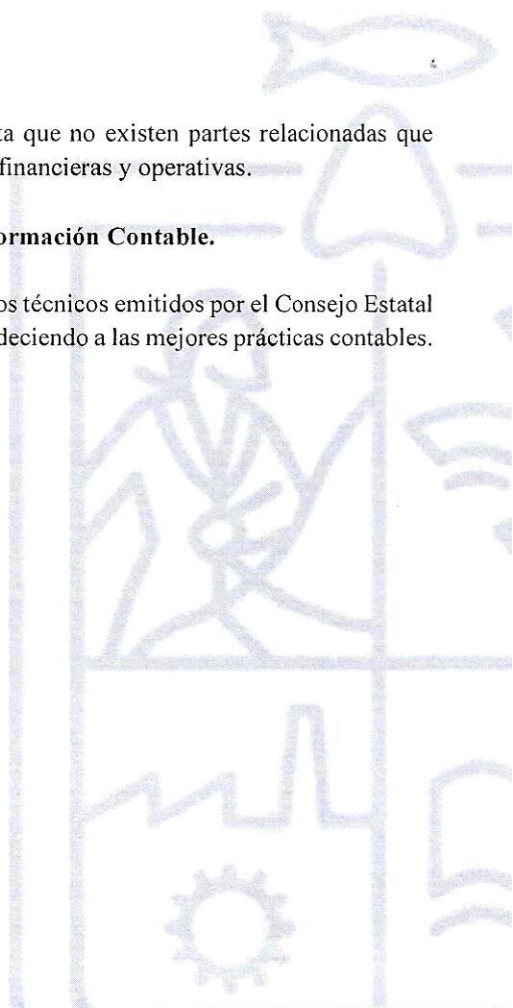 que no existen partes relacionadas que
financieras y operativas.
ormación Contable.
os técnicos emitidos por el Consejo Estatal
deciendo a las mejores prácticas contables.